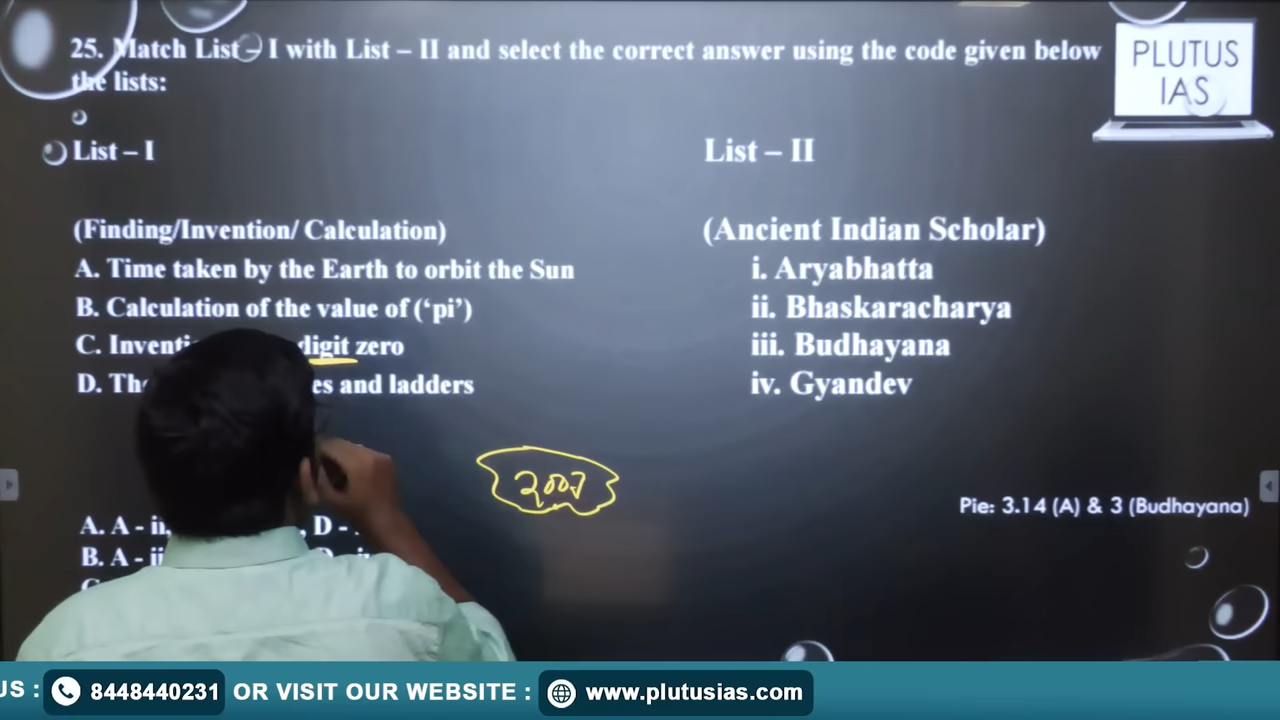 25. Match List – I with List – II and select the correct answer using the code given below
the lists:
PLUTUS
IAS
List – I
List – II
(Finding/Invention/ Calculation)
(Ancient Indian Scholar)
A. Time taken by the Earth to orbit the Sun
i. Aryabhatta
B. Calculation of the value of (‘pi’)
ii. Bhaskaracharya
C. digit zero
iii. Budhayana
D. and ladders
iv. Gyandev
Pie: 3.14 (A) & 3 (Budhayana)
A. A - D -
B. A -
8448440231 OR VISIT OUR WEBSITE : www.plutusias.com